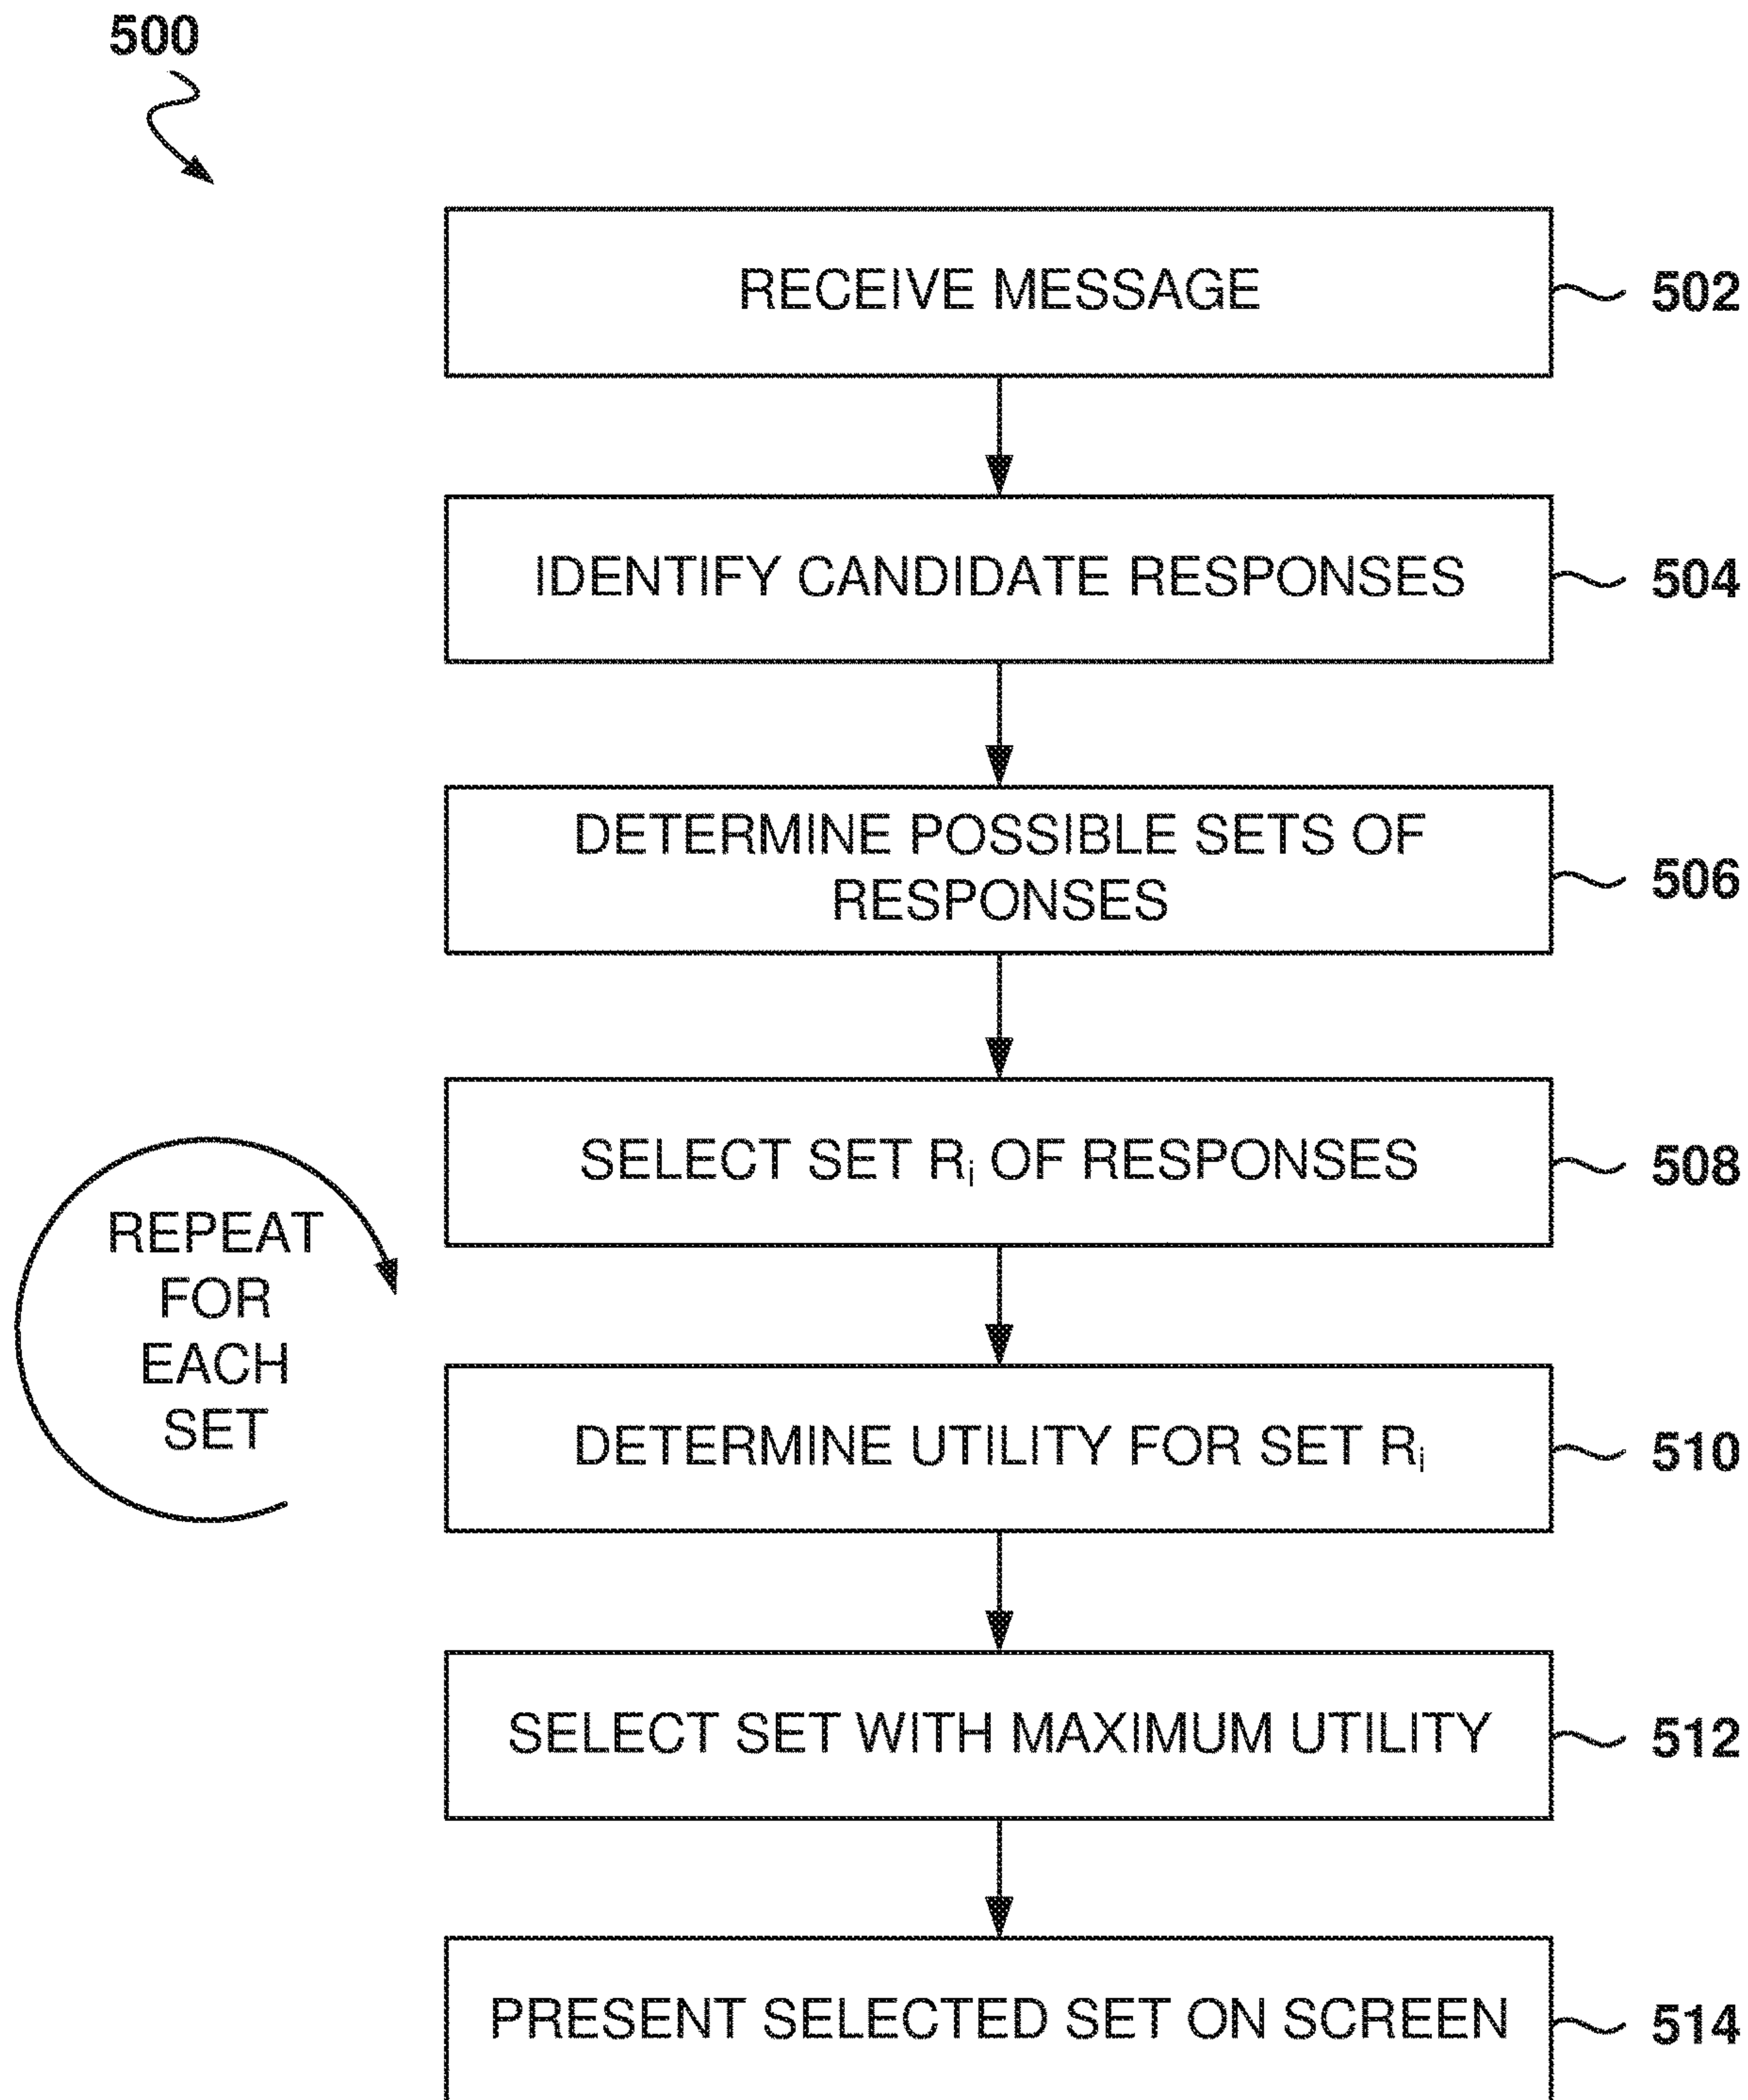 500
RECEIVE MESSAGE
502
IDENTIFY CANDIDATE RESPONSES
504
DETERMINE POSSIBLE SETS OF
RESPONSES
506
SELECT SET Ri OF RESPONSES
508
REPEAT
FOR
EACH
SET
DETERMINE UTILITY FOR SET Ri
510
SELECT SET WITH MAXIMUM UTILITY
512
PRESENT SELECTED SET ON SCREEN
514